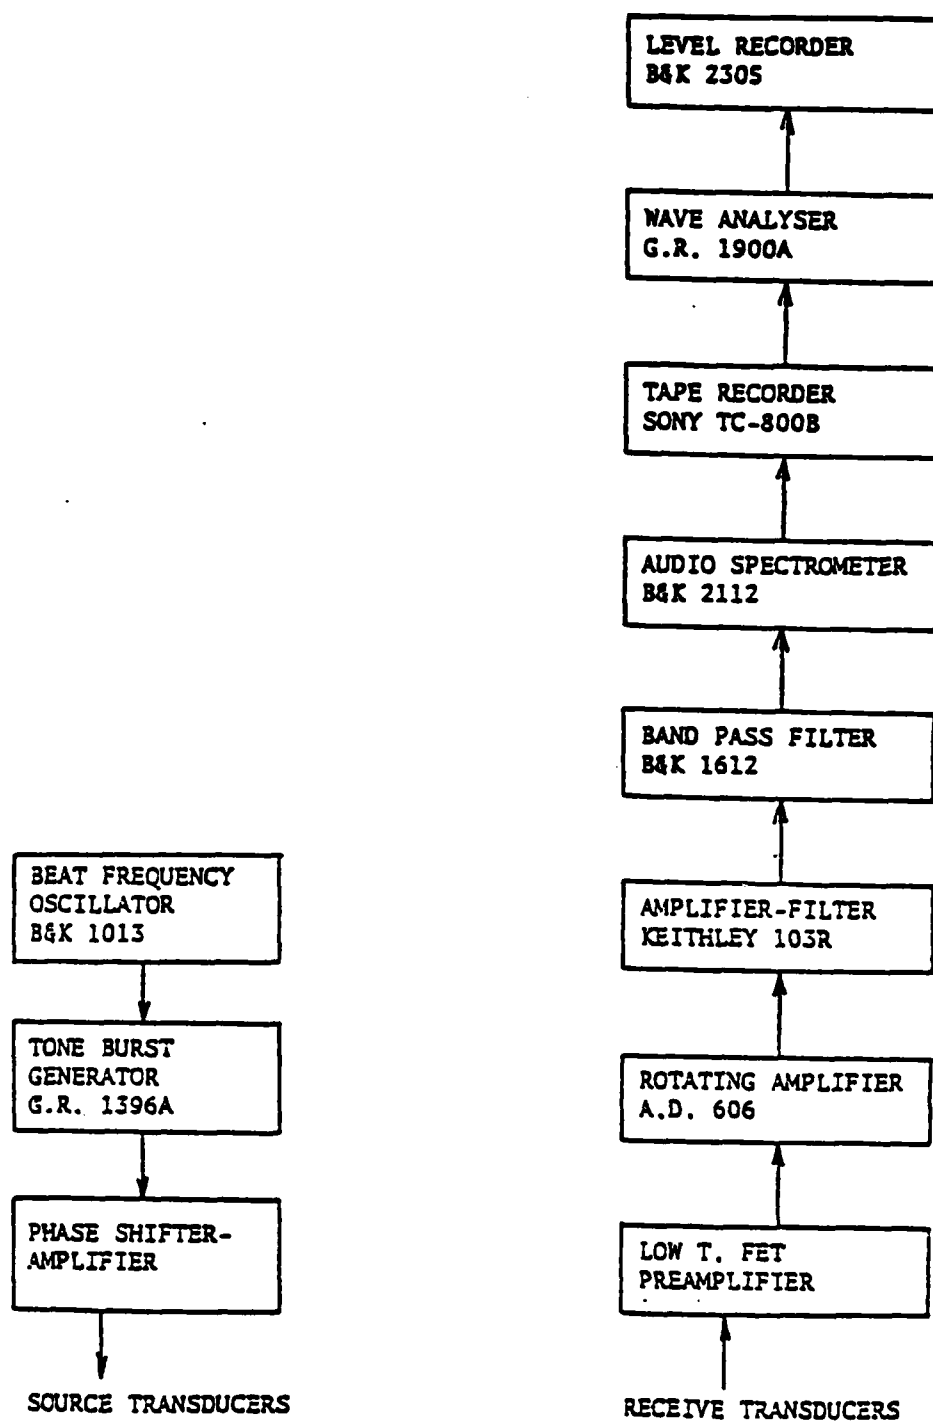 LEVEL RECORDER
B&K 2305
WAVE ANALYSER
G.R. 1900A
TAPE RECORDER
SONY TC-800B
AUDIO SPECTROMETER
B&K 2112
BAND PASS FILTER
B&K 1612
AMPLIFIER-FILTER
KEITHLEY 103R
ROTATING AMPLIFIER
A.D. 606
LOW T. FET
PREAMPLIFIER
RECEIVE TRANSDUCERS
BEAT FREQUENCY
OSCILLATOR
B&K 1013
TONE BURST
GENERATOR
G.R. 1396A
PHASE SHIFTER-
AMPLIFIER
SOURCE TRANSDUCERS